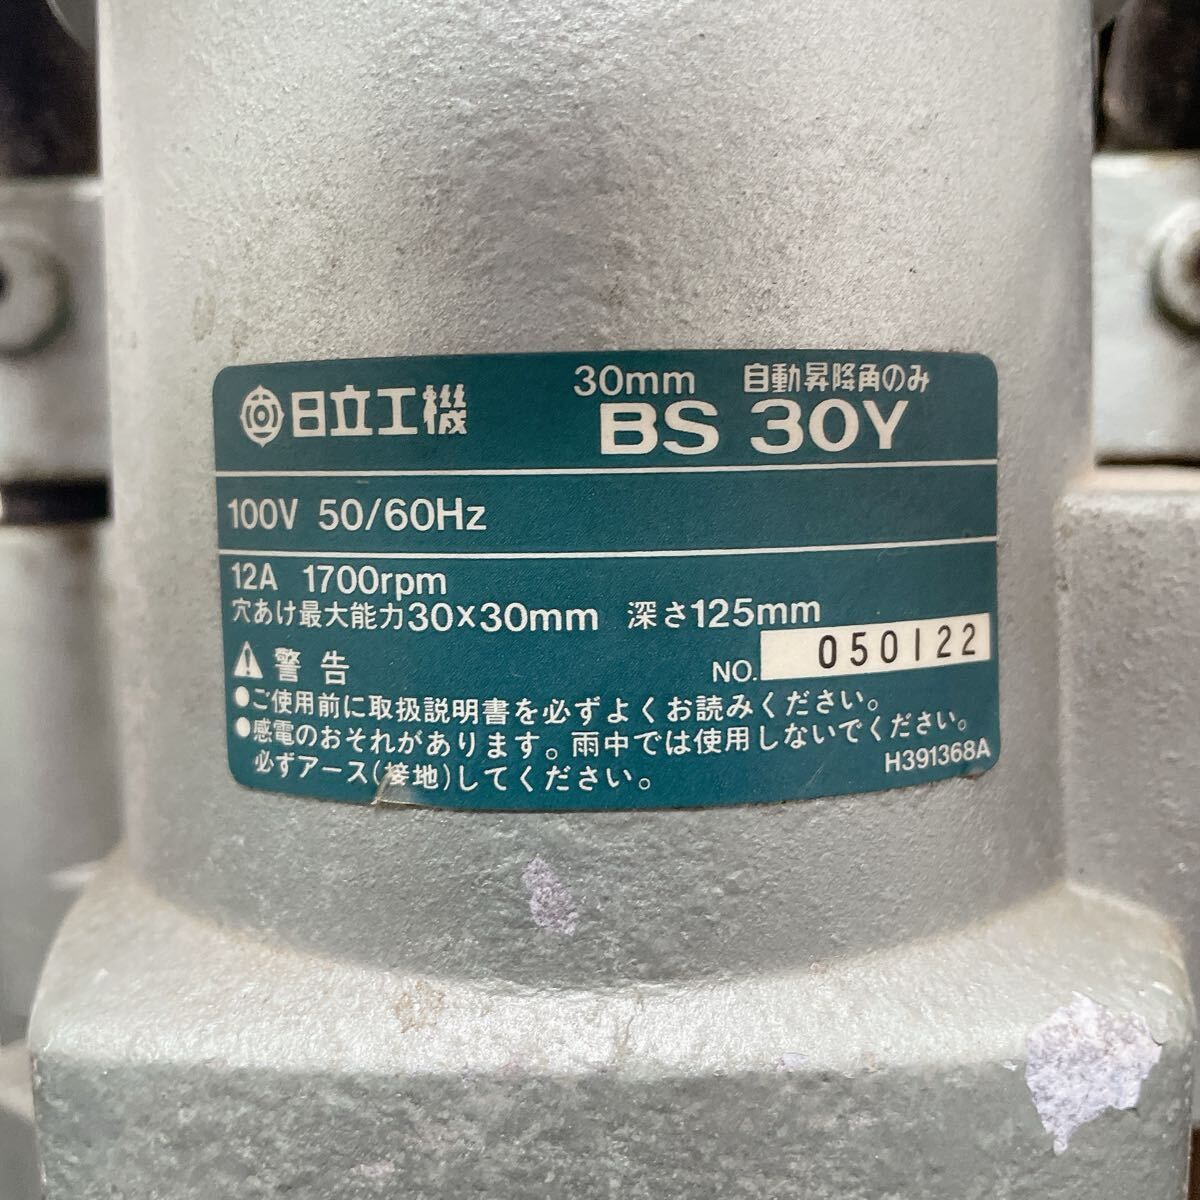 日立工機
30mm 自動昇降角のみ
BS 30Y
100V 50/60Hz
12A 1700rpm
穴あけ最大能力30×30mm 深さ125mm
NO. 050122
⚠警告
●ご使用前に取扱説明書を必ずよくお読みください。
●感電のおそれがあります。雨中では使用しないでください。
必ずアース(接地)してください。
H391368A